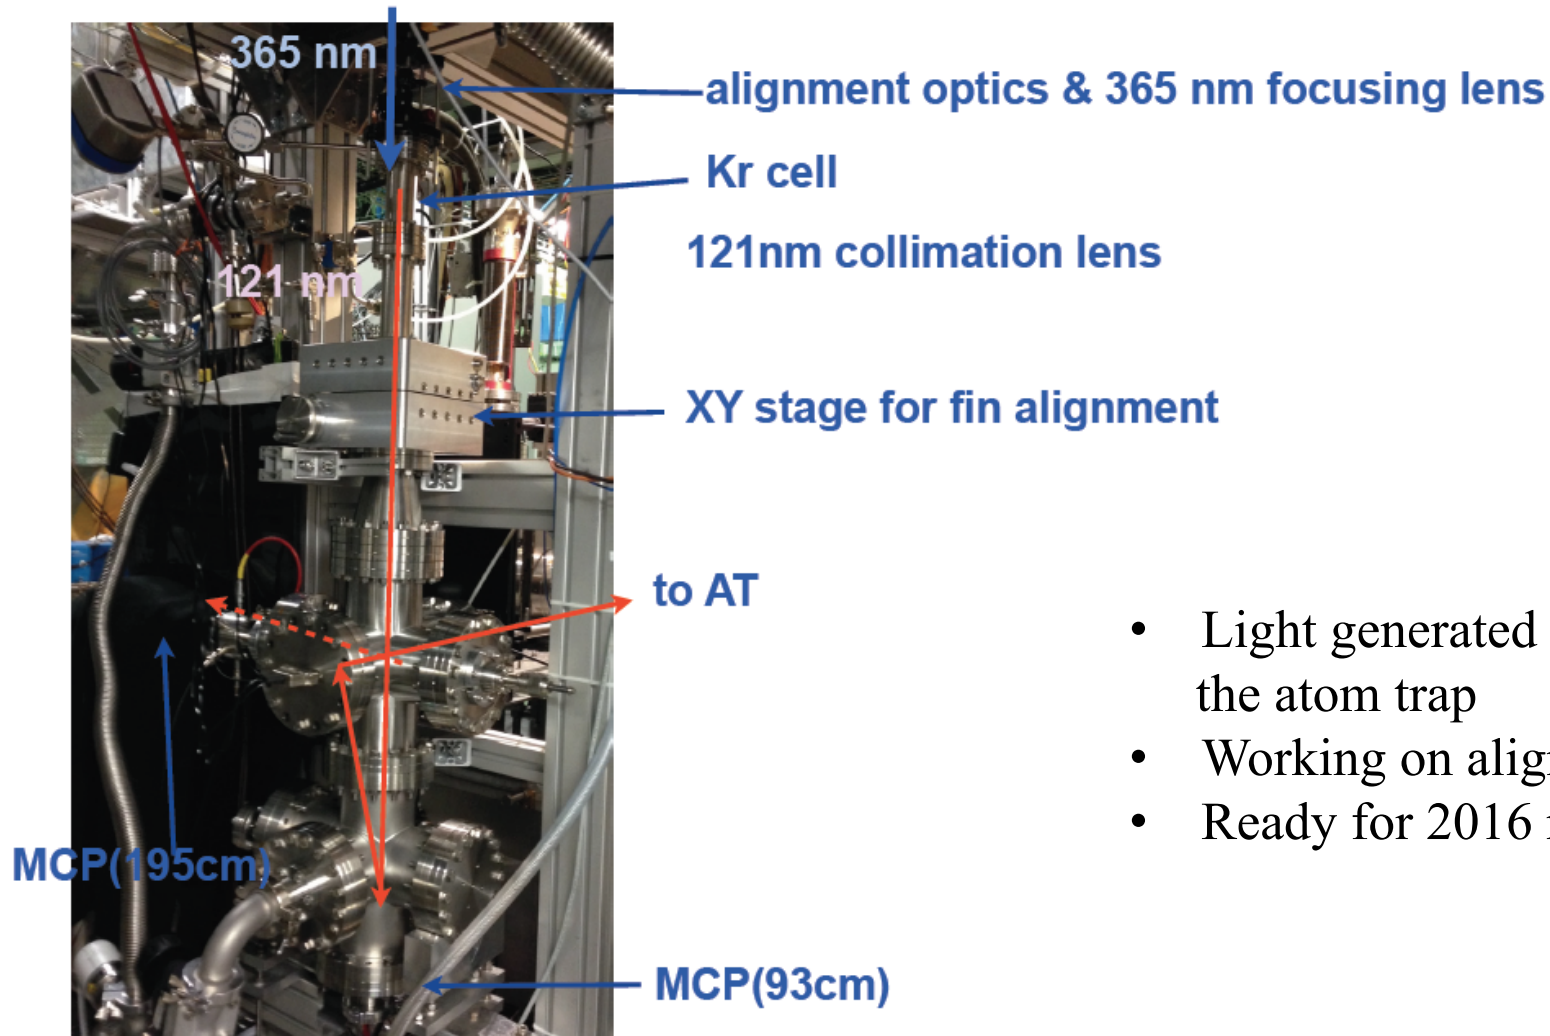 365 nm
alignment optics & 365 nm focusing lens
Kr cell
121nm collimation lens
121 nm
XY stage for fin alignment
to AT
• Light generated
the atom trap
• Working on
• Ready for 2016
MCP(195cm)
MCP(93cm)